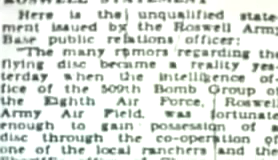 Here is the unqualified state-
ment issued by the Roswell Army
Base public relations officer:
"The many rumors regarding the
flying disc became a reality yes-
terday when the intelligence of-
fice of the 509th Bomb Group of
the Eighth Air Force, Roswell
Army Air Field, was fortunate
enough to gain possession of a
disc through the co-operation of
one of the local ranchers and the